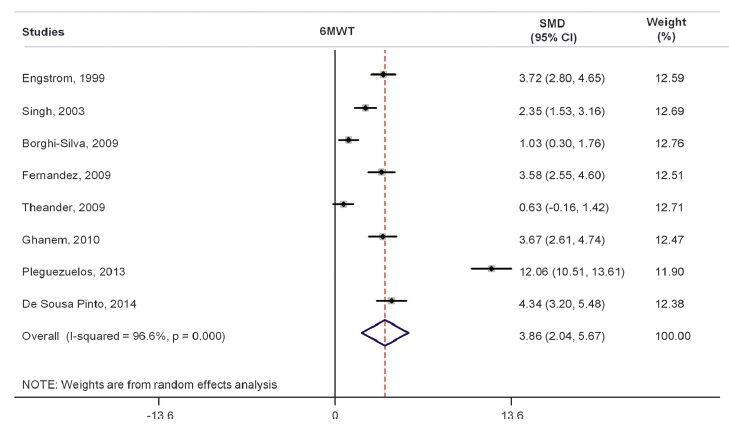 Studies 6MWT SMD (95% CI) Weight (%)
Engstrom, 1999 3.72 (2.80, 4.65) 12.59
Singh, 2003 2.35 (1.53, 3.16) 12.69
Borghi-Silva, 2009 1.03 (0.30, 1.76) 12.76
Fernandez, 2009 3.58 (2.55, 4.60) 12.51
Theander, 2009 0.63 (-0.16, 1.42) 12.71
Ghanem, 2010 3.67 (2.61, 4.74) 12.47
Pleguezuelos, 2013 12.06 (10.51, 13.61) 11.90
De Sousa Pinto, 2014 4.34 (3.20, 5.48) 12.38
Overall (I-squared = 96.6%, p = 0.000) 3.86 (2.04, 5.67) 100.00
NOTE: Weights are from random effects analysis
-13.6 0 13.6